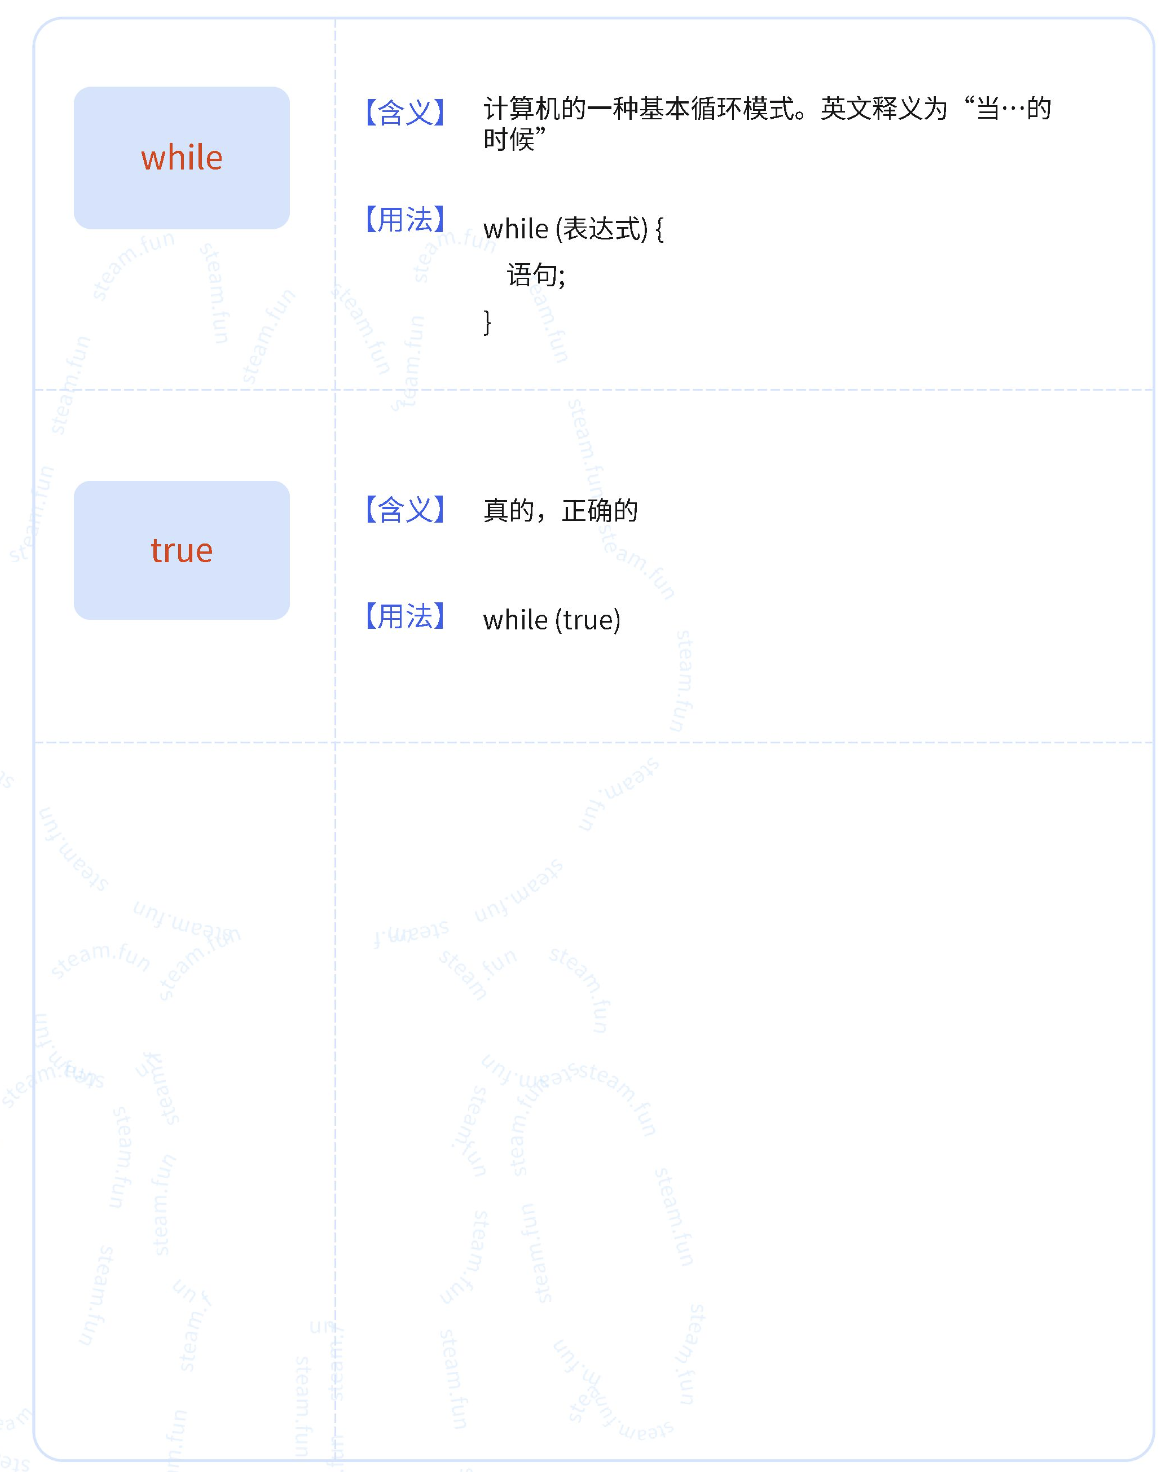 while
【含义】 计算机的一种基本循环模式。英文释义为“当…的
时候”
【用法】 while (表达式) {
语句;
}
true
【含义】 真的，正确的
【用法】 while (true)
steam.fun